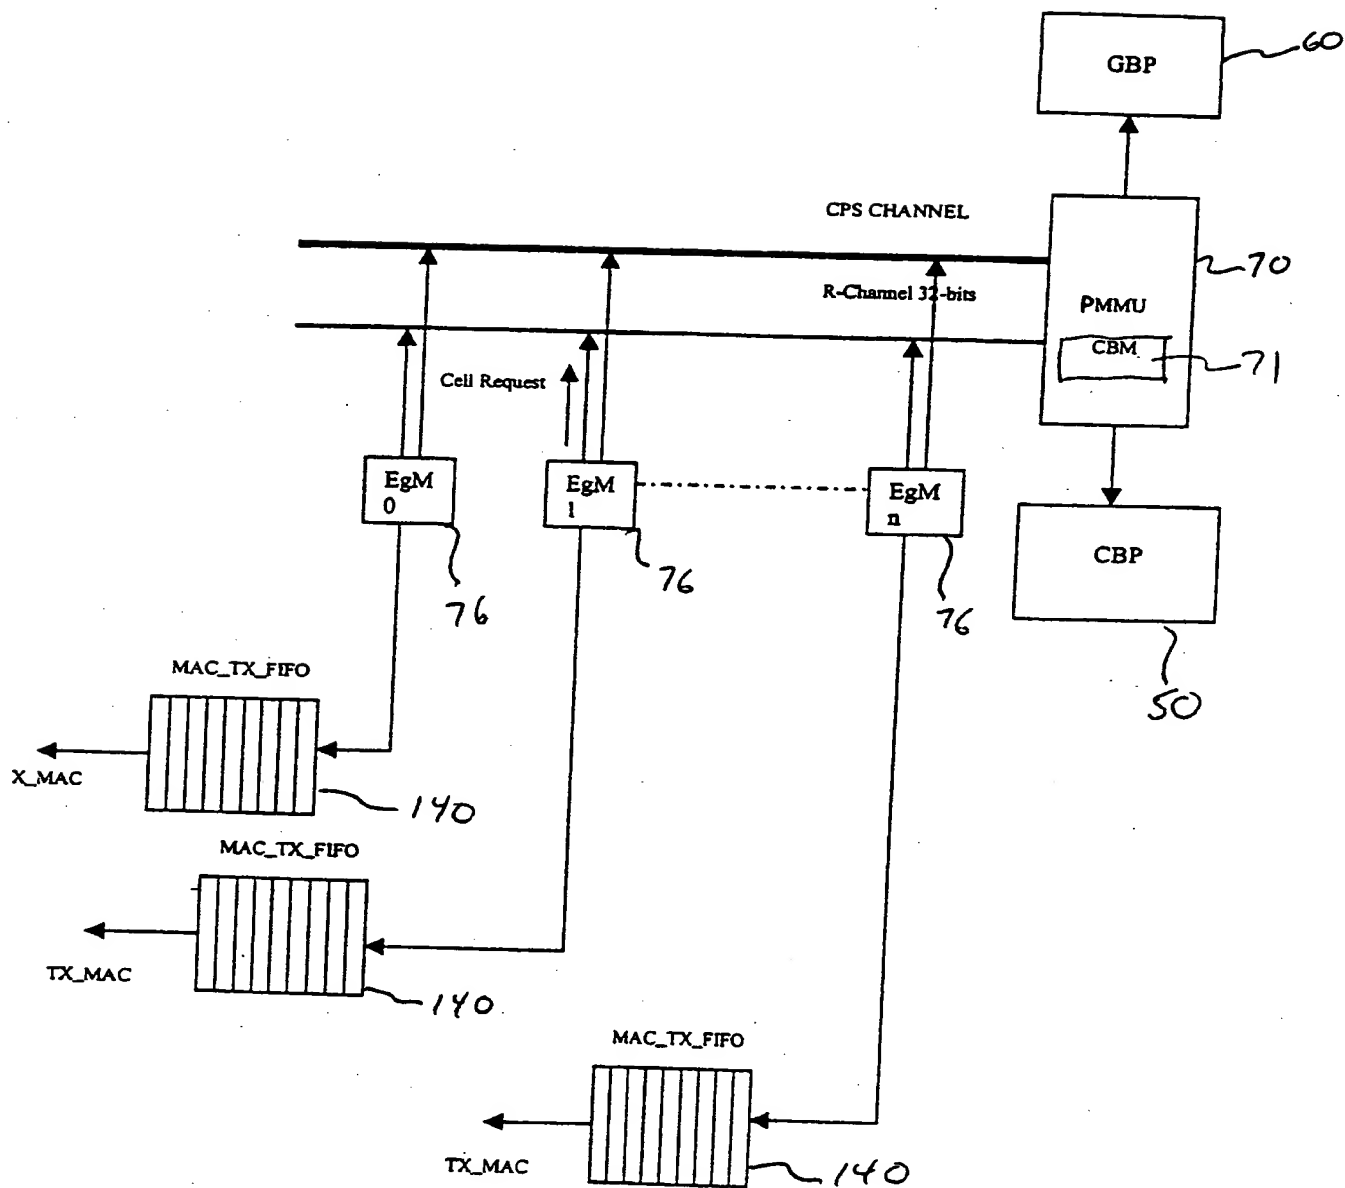 60
GBP
CPS CHANNEL
70
R-Channel 32-bits
PMMU
CBM
71
Cell Request
EgM
0
EgM
1
EgM
n
CBP
76
76
76
50
MAC_TX_FIFO
X_MAC
140
MAC_TX_FIFO
TX_MAC
140
MAC_TX_FIFO
TX_MAC
140